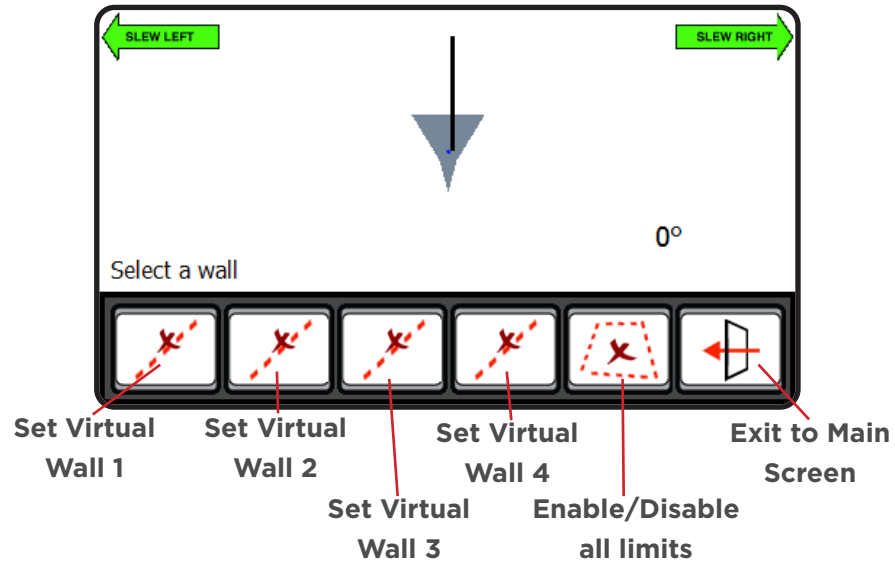 SLEW LEFT
SLEW RIGHT
0°
Select a wall
Set Virtual
Wall 1
Set Virtual
Wall 2
Set Virtual
Wall 3
Set Virtual
Wall 4
Enable/Disable
all limits
Exit to Main
Screen